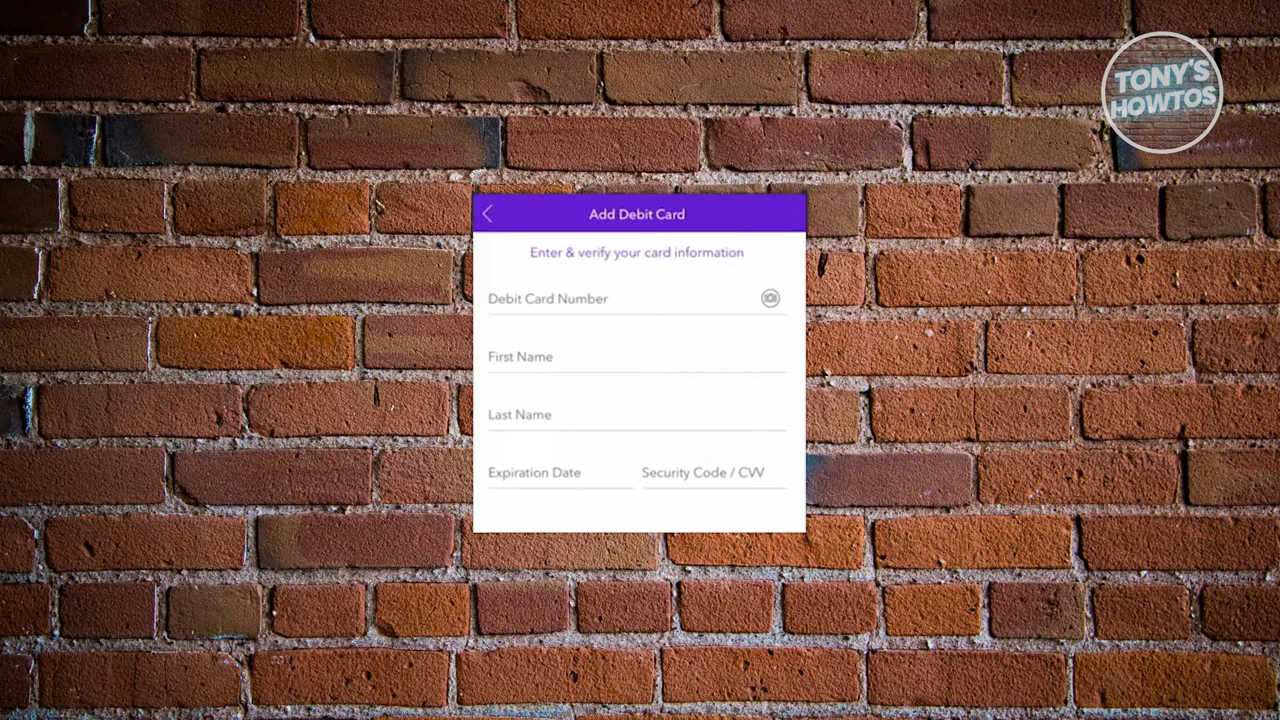 TONY'S
HOWTOS
Add Debit Card
Enter & verify your card information
Debit Card Number
First Name
Last Name
Expiration Date
Security Code / CVV